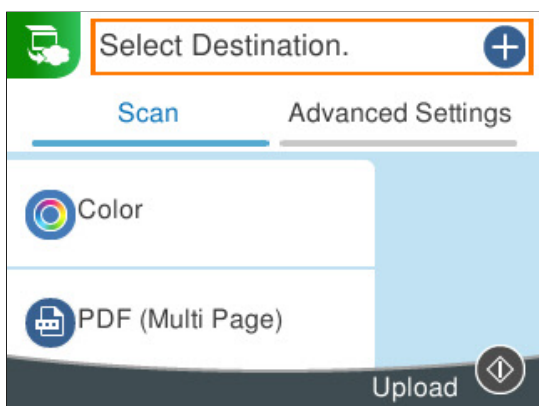 Select Destination.
Scan
Advanced Settings
Color
PDF (Multi Page)
Upload